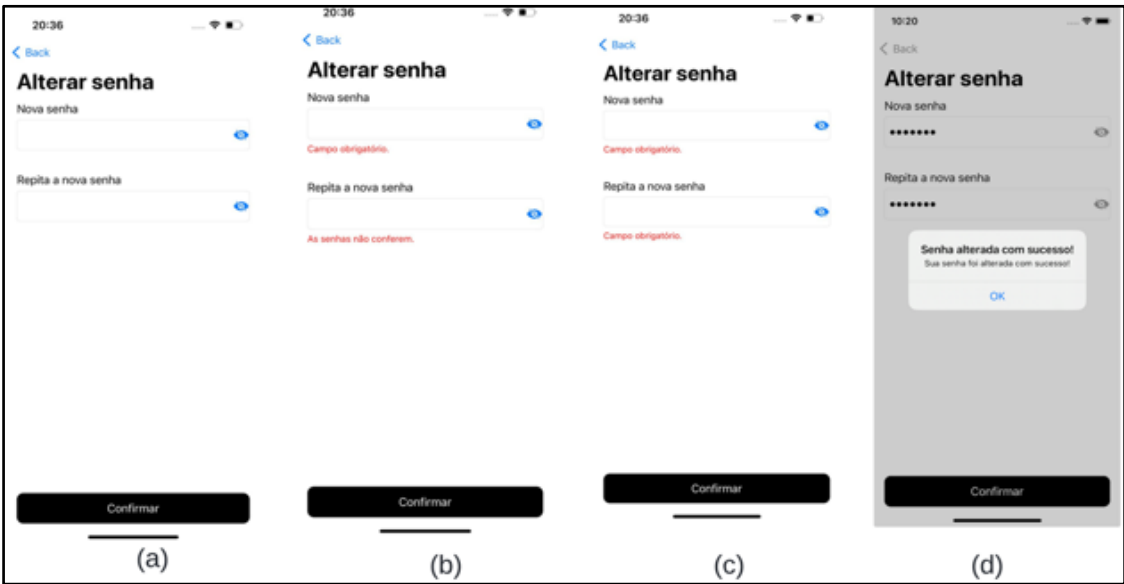 20:36
Back
Alterar senha
Nova senha
Repita a nova senha
Confirmar
(a)
20:36
Back
Alterar senha
Nova senha
Campo obrigatório.
Repita a nova senha
As senhas não conferem.
Confirmar
(b)
20:36
Back
Alterar senha
Nova senha
Campo obrigatório.
Repita a nova senha
Campo obrigatório.
Confirmar
(c)
10:20
Back
Alterar senha
Nova senha
•••••••
Repita a nova senha
•••••••
Senha alterada com sucesso!
Sua senha foi alterada com sucesso!
OK
Confirmar
(d)